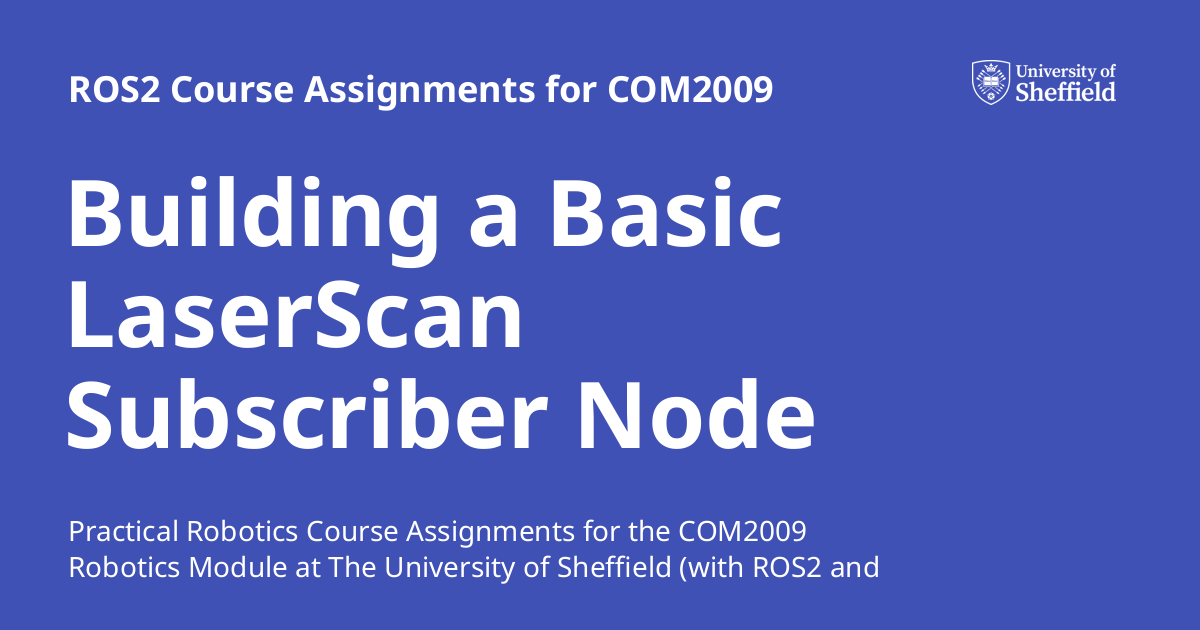 ROS2 Course Assignments for COM2009
University of
Sheffield
Building a Basic
LaserScan
Subscriber Node
Practical Robotics Course Assignments for the COM2009
Robotics Module at The University of Sheffield (with ROS2 and